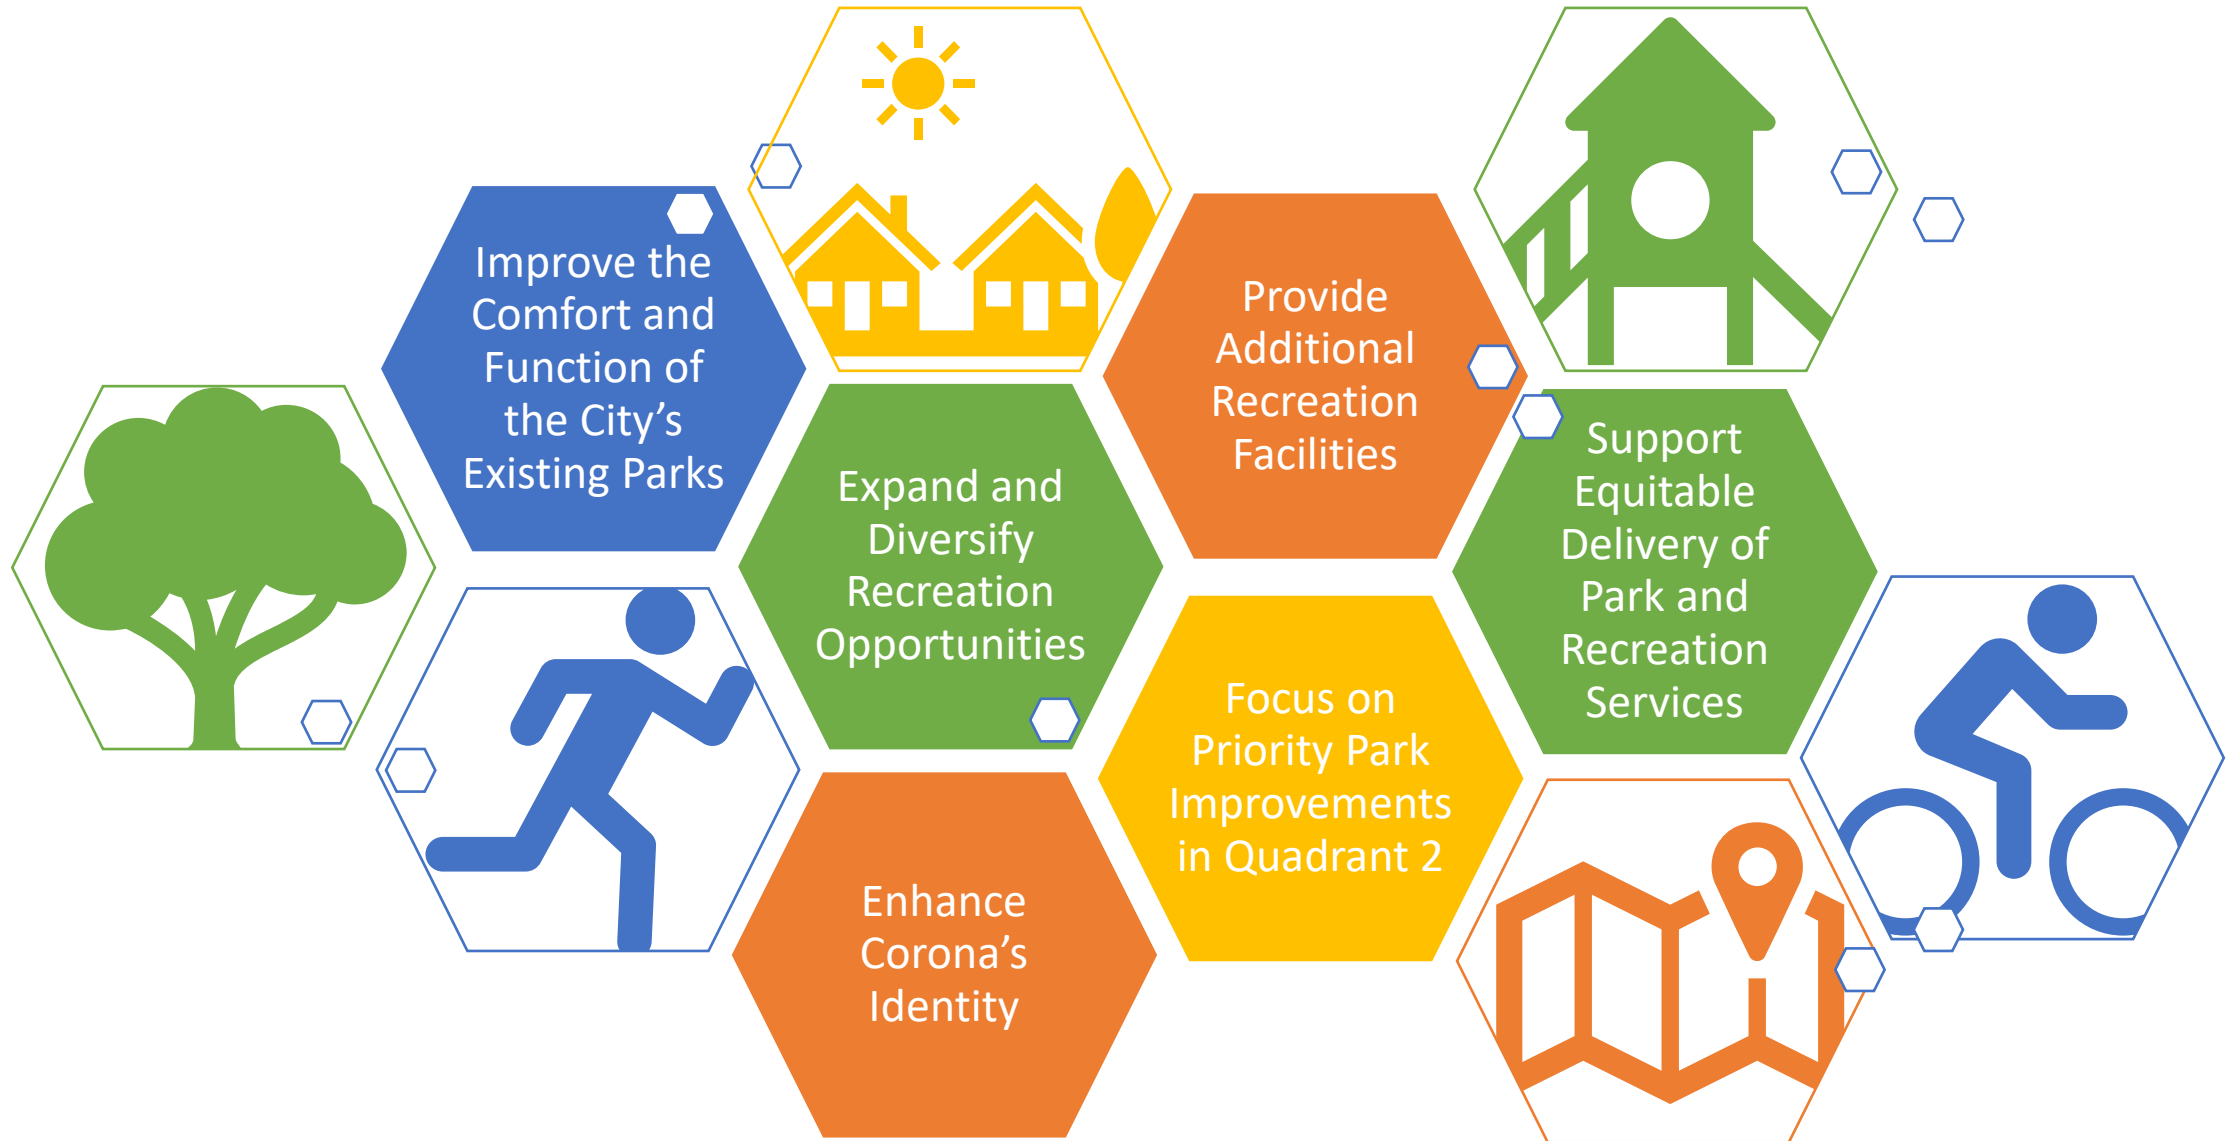 Improve the
Comfort and
Function of
the City’s
Existing Parks
Expand and
Diversify
Recreation
Opportunities
Provide
Additional
Recreation
Facilities
Support
Equitable
Delivery of
Park and
Recreation
Services
Focus on
Priority Park
Improvements
in Quadrant 2
Enhance
Corona’s
Identity